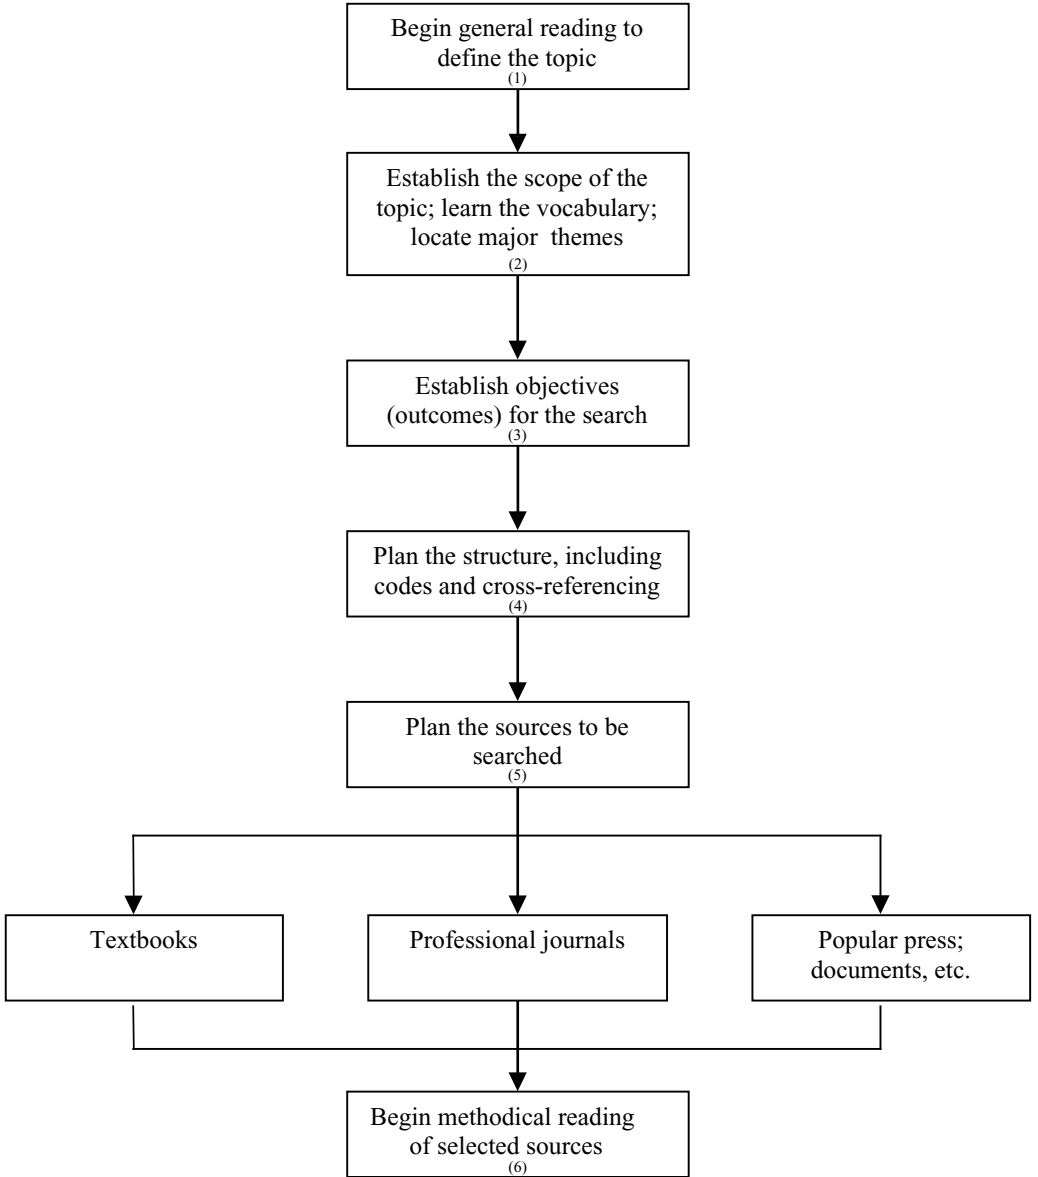 Begin general reading to
define the topic
(1)
Establish the scope of the
topic; learn the vocabulary;
locate major themes
(2)
Establish objectives
(outcomes) for the search
(3)
Plan the structure, including
codes and cross-referencing
(4)
Plan the sources to be
searched
(5)
Textbooks
Professional journals
Popular press;
documents, etc.
Begin methodical reading
of selected sources
(6)